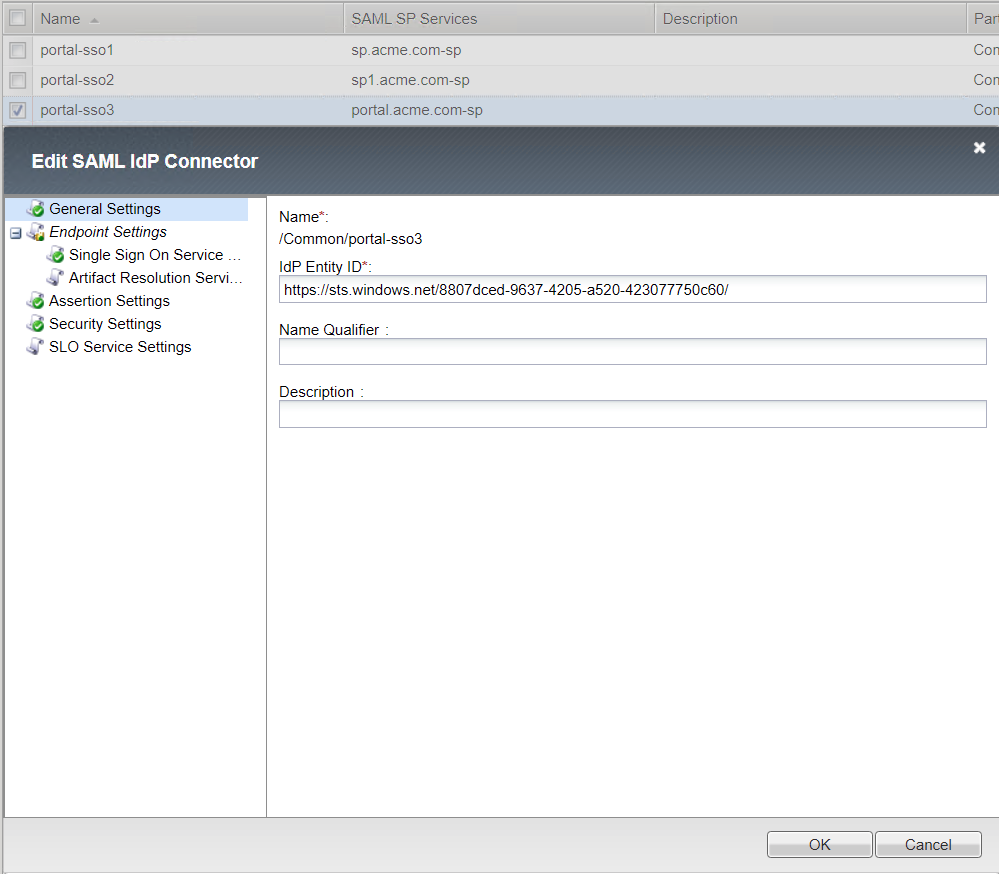 Name SAML SP Services Description Par
portal-sso1 sp.acme.com-sp Com
portal-sso2 sp1.acme.com-sp Com
portal-sso3 portal.acme.com-sp Com
Edit SAML IdP Connector
General Settings
Endpoint Settings
Single Sign On Service ...
Artifact Resolution Servi...
Assertion Settings
Security Settings
SLO Service Settings
Name*:
/Common/portal-sso3
IdP Entity ID*:
https://sts.windows.net/8807dced-9637-4205-a520-423077750c60/
Name Qualifier :
Description :
OK Cancel